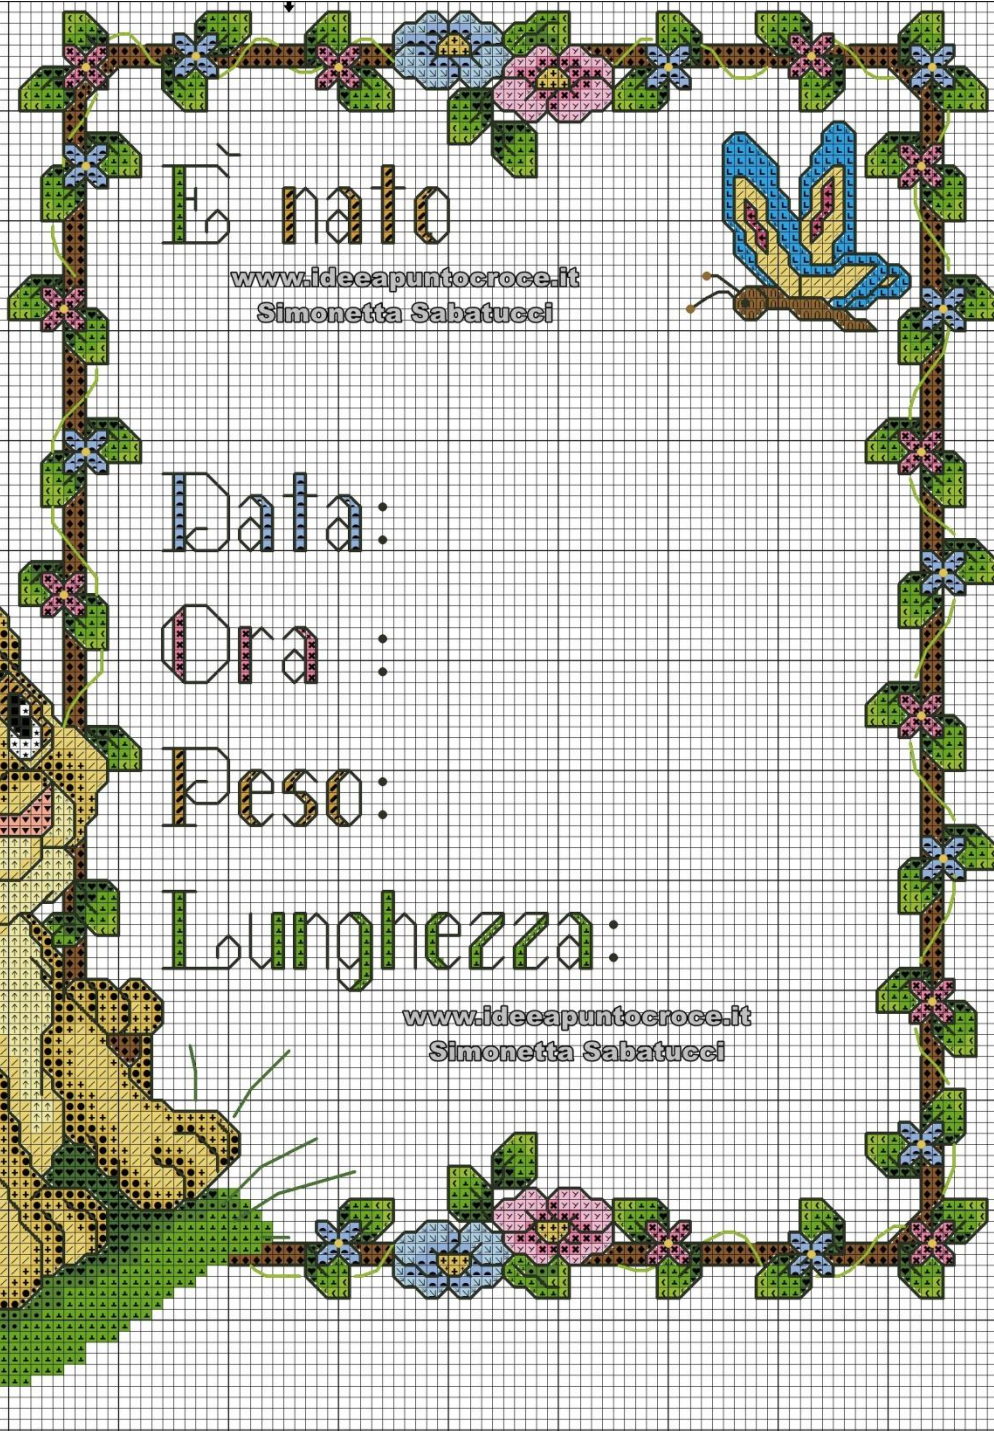 È nato
www.ideeapuntocroce.it
Simonetta Sabatucci
Data:
Ora :
Peso:
Lunghezza:
www.ideeapuntocroce.it
Simonetta Sabatucci